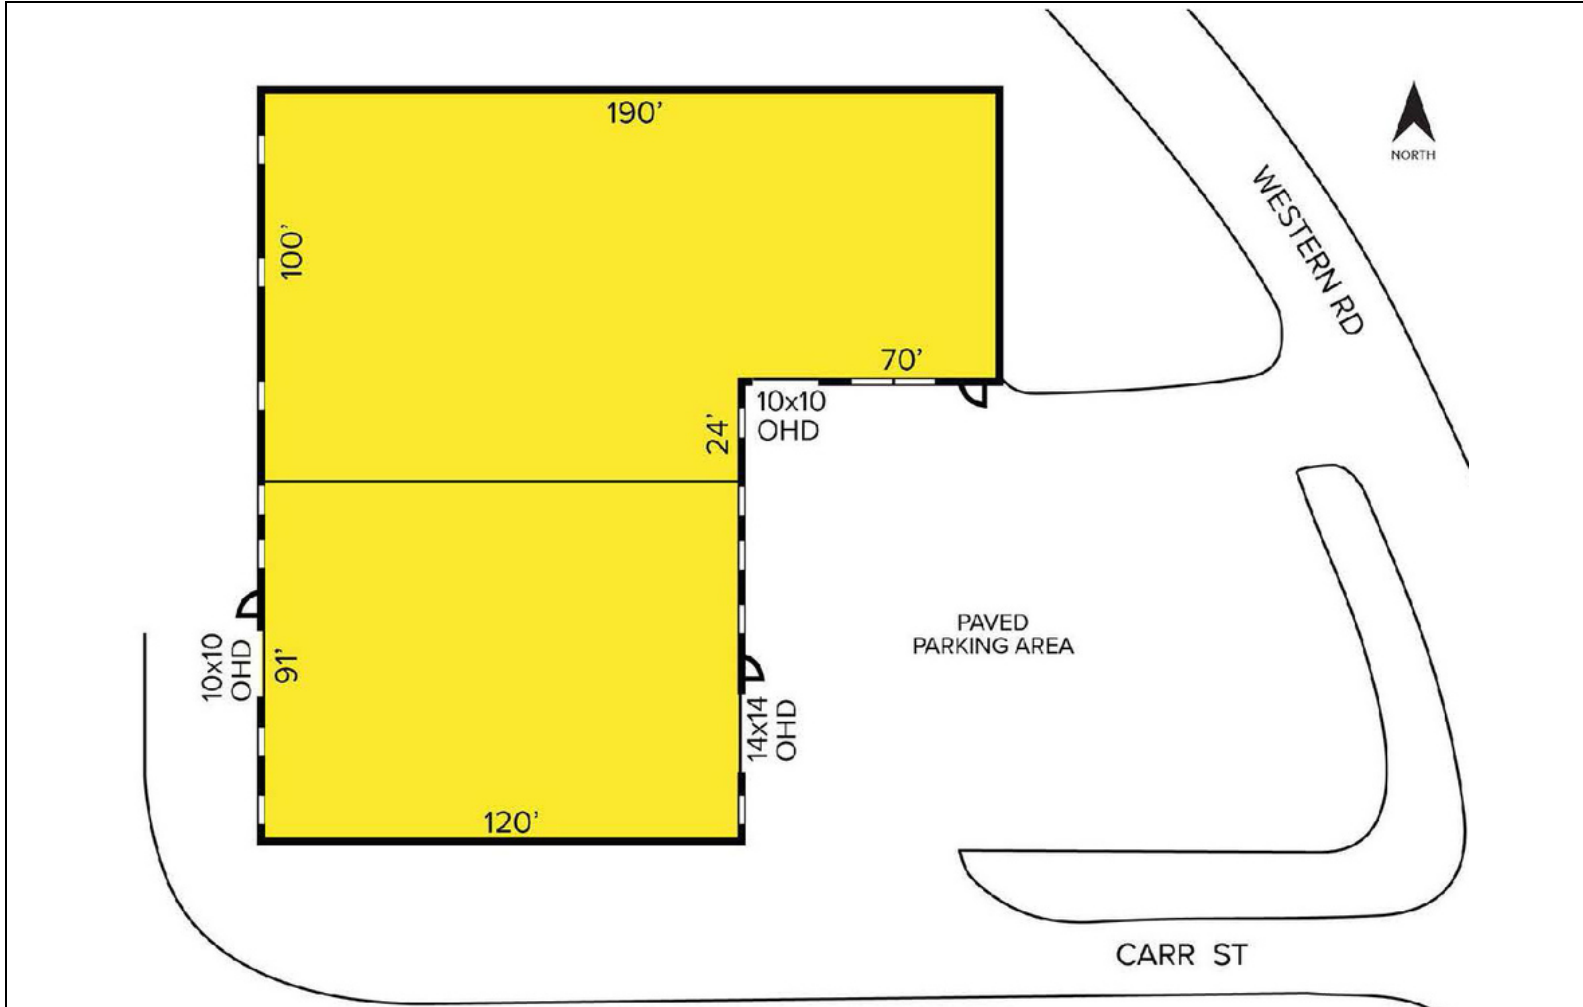 190’
NORTH
WESTERN RD
100’
70’
10x10
OHD
24’
PAVED
PARKING AREA
10x10
OHD
91’
14x14
OHD
120’
CARR ST